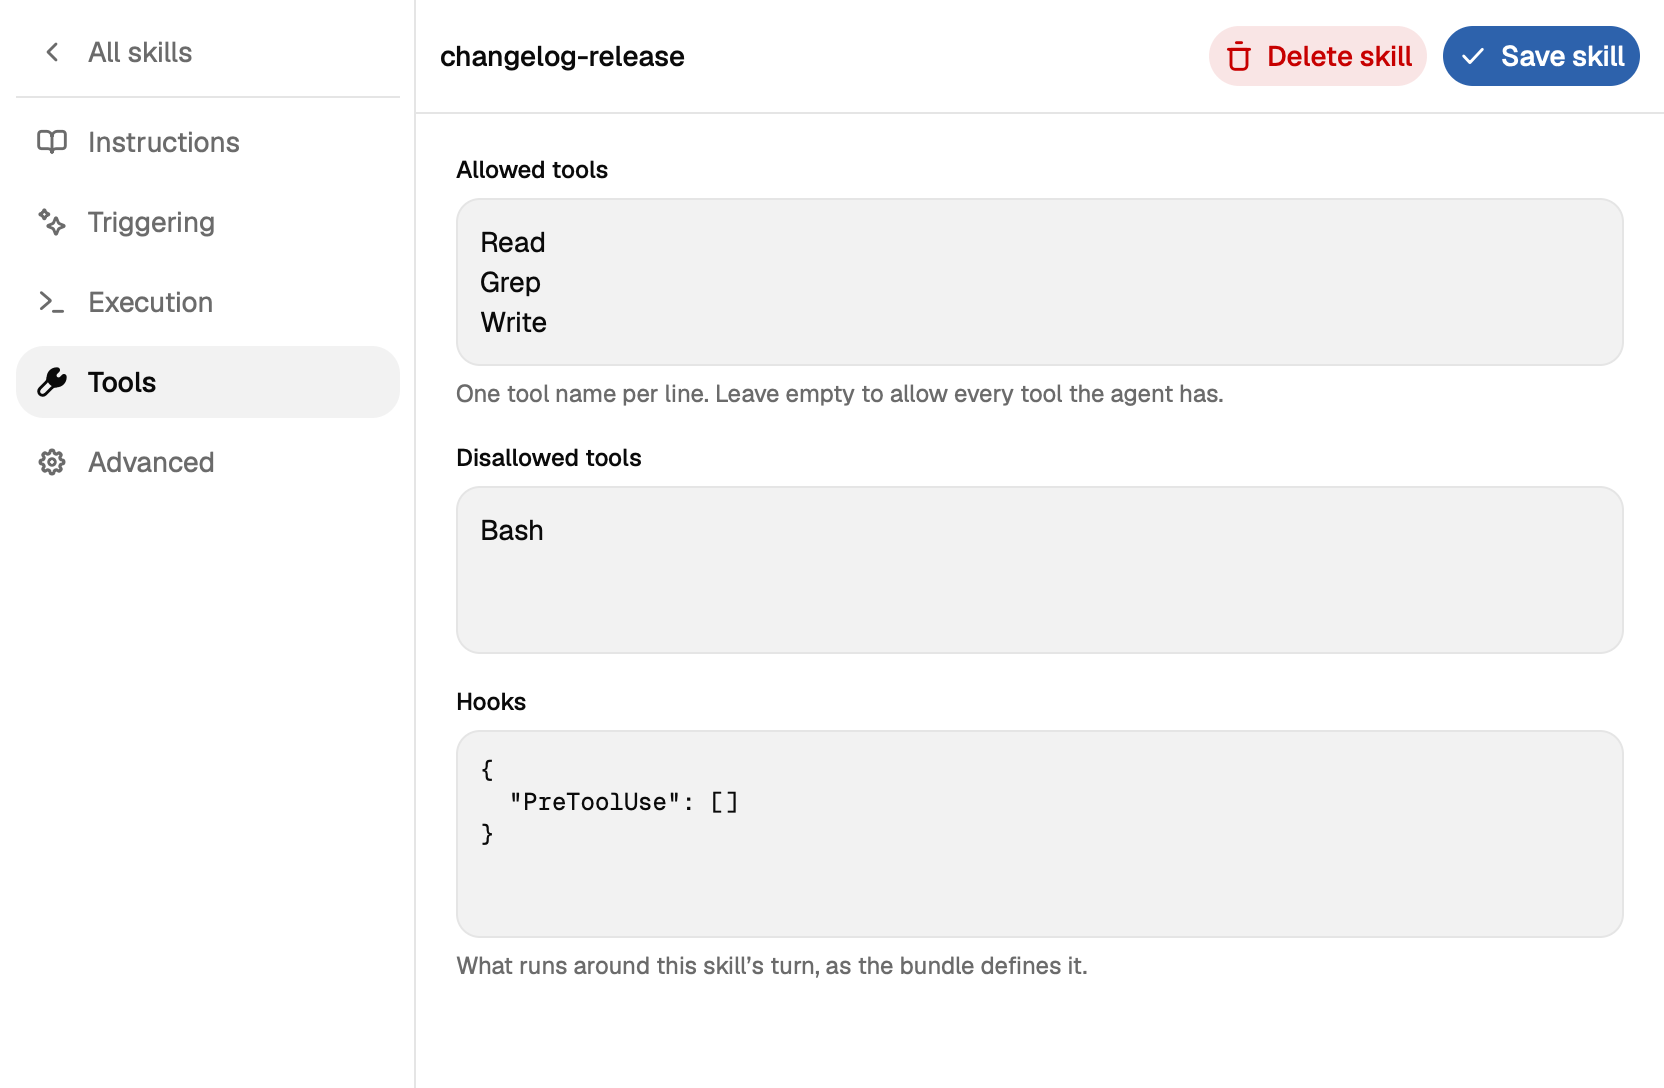 All skills
Instructions
Triggering
Execution
Tools
Advanced
changelog-release
Delete skill
Save skill
Allowed tools
Read
Grep
Write
One tool name per line. Leave empty to allow every tool the agent has.
Disallowed tools
Bash
Hooks
{
  "PreToolUse": []
}
What runs around this skill’s turn, as the bundle defines it.